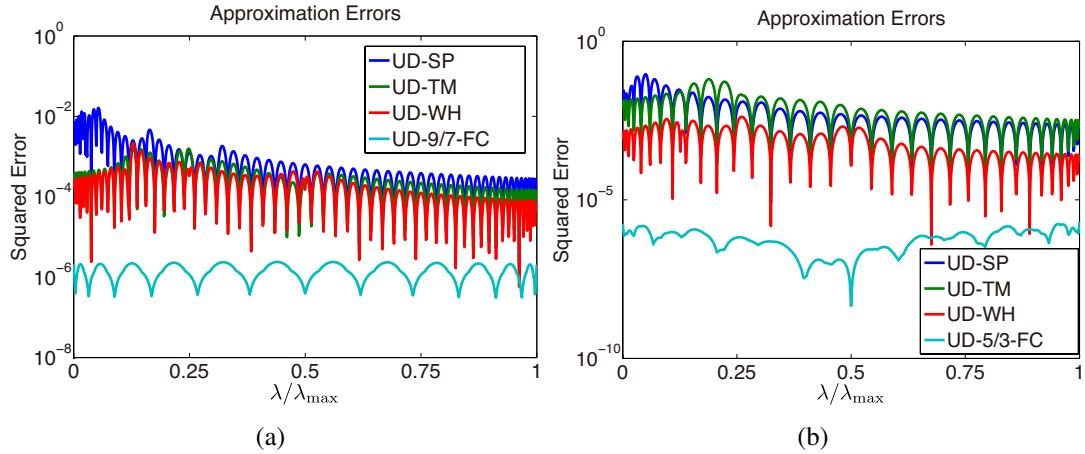 Approximation Errors
Squared Error
10^0
10^-2
10^-4
10^-6
10^-8
UD-SP
UD-TM
UD-WH
UD-9/7-FC
0 0.25 0.5 0.75 1
λ/λmax
(a)
Approximation Errors
Squared Error
10^0
10^-5
10^-10
UD-SP
UD-TM
UD-WH
UD-5/3-FC
0 0.25 0.5 0.75 1
λ/λmax
(b)